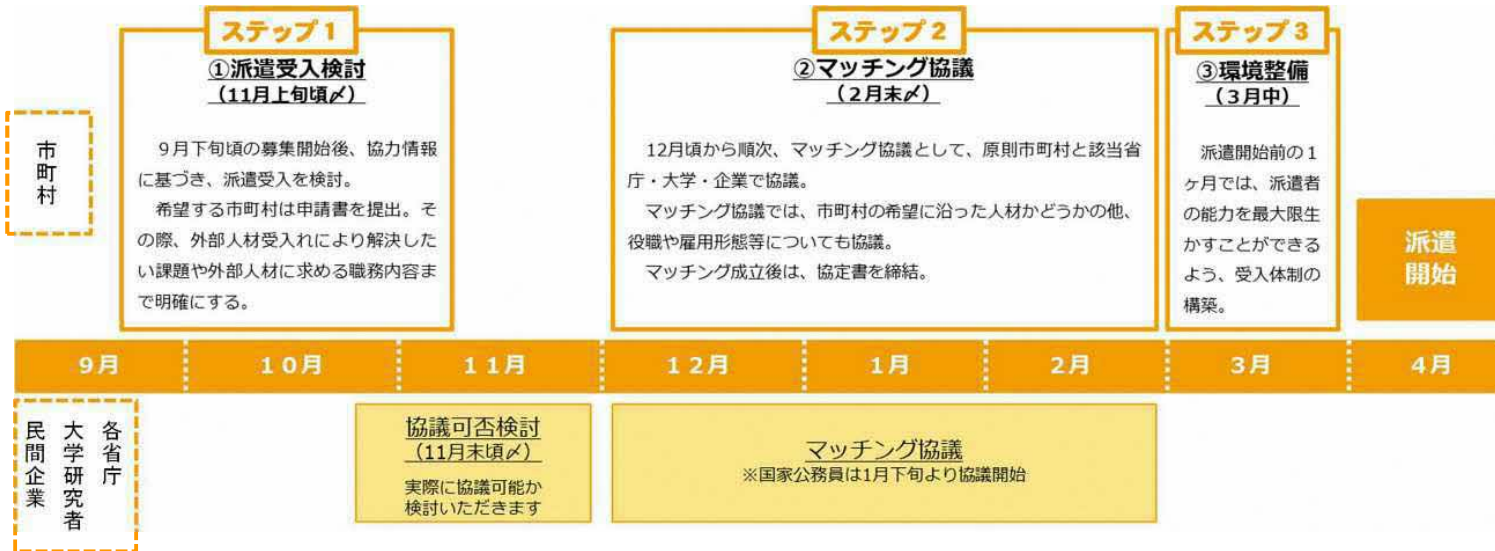 ステップ1
①派遣受入検討
（11月上旬頃〆）
9月下旬頃の募集開始後、協力情報
に基づき、派遣受入を検討。
希望する市町村は申請書を提出。そ
の際、外部人材受入れにより解決した
い課題や外部人材に求める職務内容ま
で明確にする。
ステップ2
②マッチング協議
（2月末〆）
12月頃から順次、マッチング協議として、原則市町村と該当省
庁・大学・企業で協議。
マッチング協議では、市町村の希望に沿った人材かどうかの他、
役職や雇用形態等についても協議。
マッチング成立後は、協定書を締結。
ステップ3
③環境整備
（3月中）
派遣開始前の1
ヶ月では、派遣者
の能力を最大限生
かすことができる
よう、受入体制の
構築。
市町村
派遣
開始
9月
10月
11月
12月
1月
2月
3月
4月
各省庁
大学研究者
民間企業
協議可否検討
（11月末頃〆）
実際に協議可能か
検討いただきます
マッチング協議
※国家公務員は1月下旬より協議開始